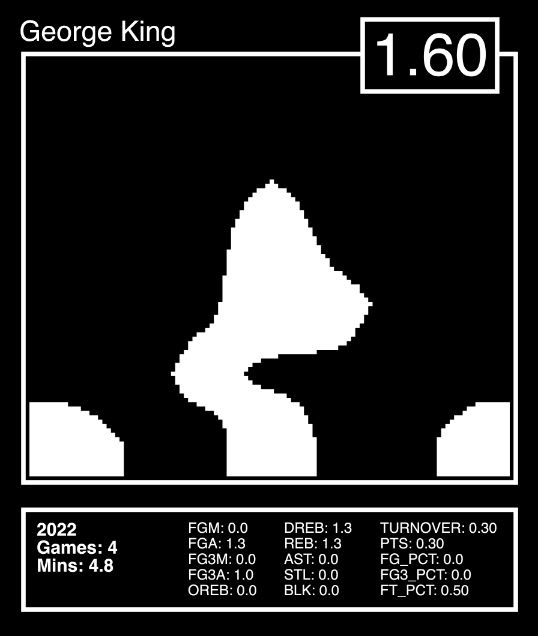 George King
1.60
2022
Games: 4
Mins: 4.8
FGM: 0.0
FGA: 1.3
FG3M: 0.0
FG3A: 1.0
OREB: 0.0
DREB: 1.3
REB: 1.3
AST: 0.0
STL: 0.0
BLK: 0.0
TURNOVER: 0.30
PTS: 0.30
FG_PCT: 0.0
FG3_PCT: 0.0
FT_PCT: 0.50